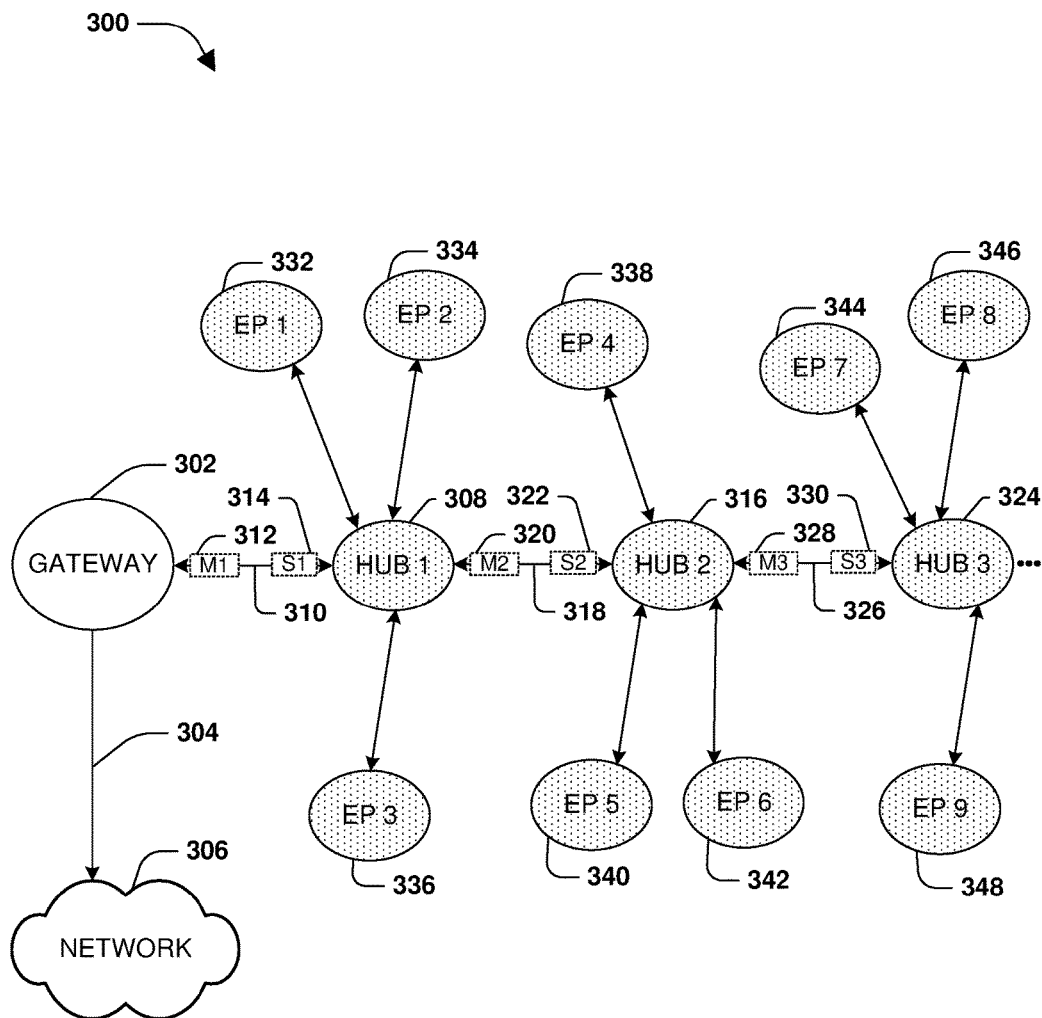 300
332
334
338
346
344
EP 1
EP 2
EP 4
EP 7
EP 8
302
314
308
322
316
330
324
312
320
328
GATEWAY
M1
S1
HUB 1
M2
S2
HUB 2
M3
S3
HUB 3
•••
310
318
326
304
EP 3
EP 5
EP 6
EP 9
306
336
340
342
348
NETWORK